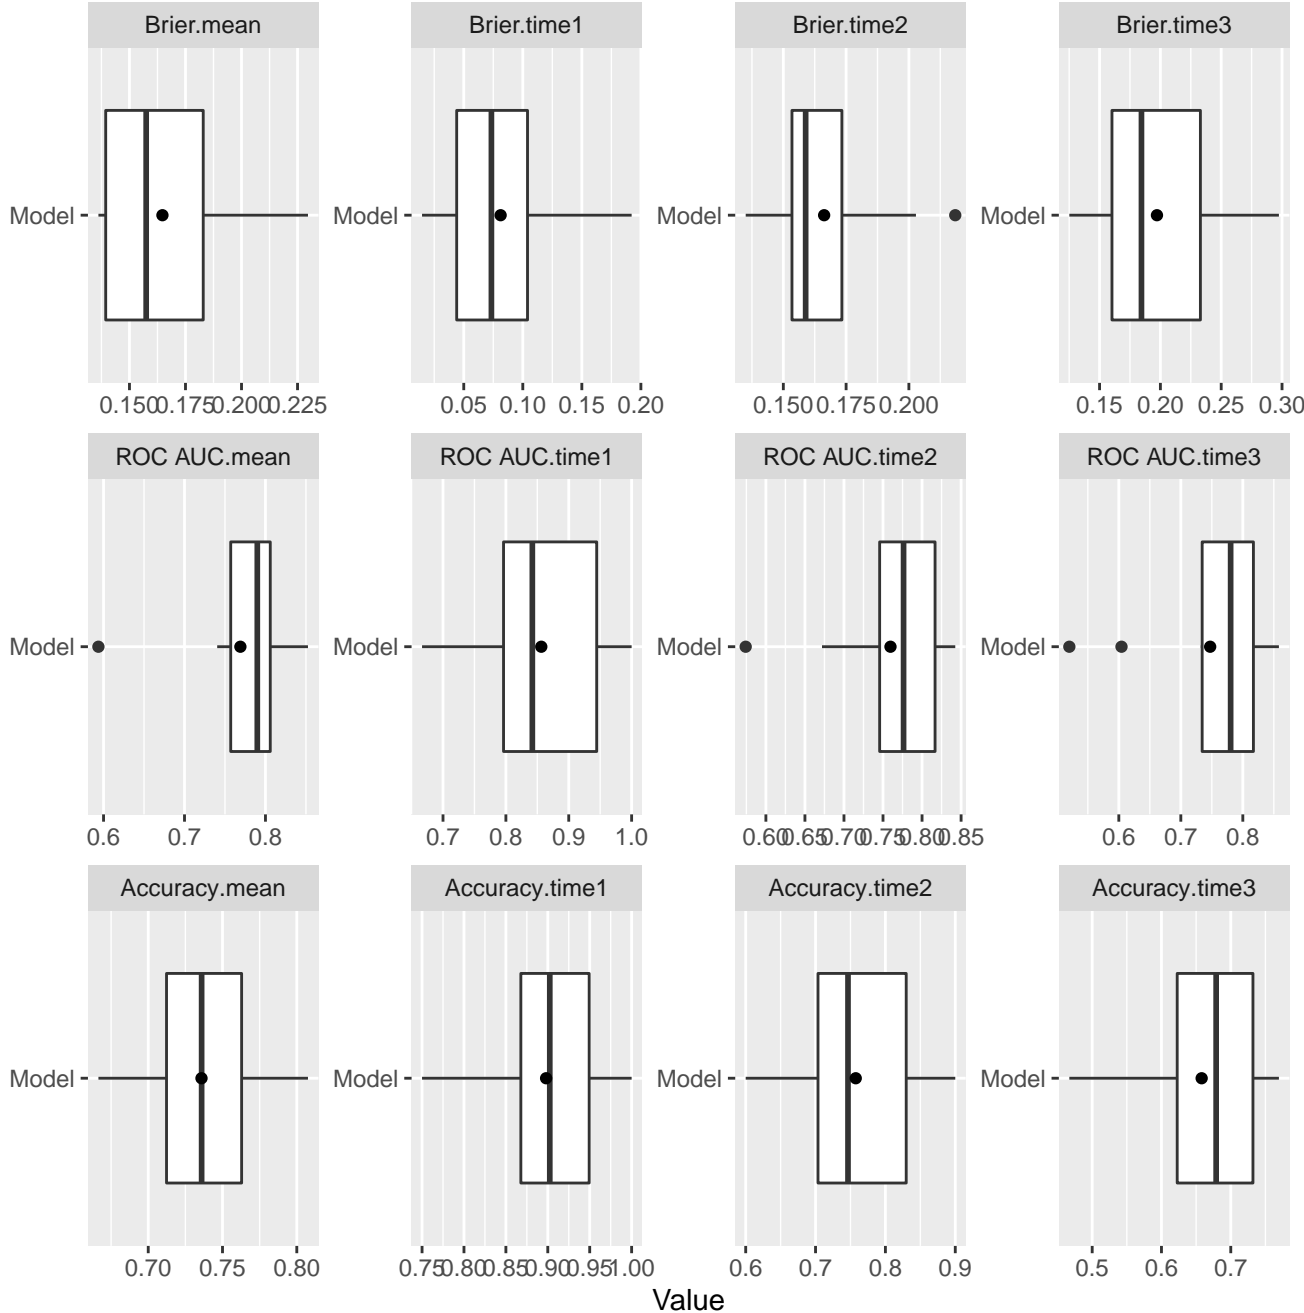 Brier.mean Brier.time1 Brier.time2 Brier.time3
Model Model Model Model
0.150 0.175 0.200 0.225 0.05 0.10 0.15 0.20 0.150 0.175 0.200 0.15 0.20 0.25 0.30
ROC AUC.mean ROC AUC.time1 ROC AUC.time2 ROC AUC.time3
Model Model Model Model
0.6 0.7 0.8 0.7 0.8 0.9 1.0 0.60 0.65 0.70 0.75 0.80 0.85 0.6 0.7 0.8
Accuracy.mean Accuracy.time1 Accuracy.time2 Accuracy.time3
Model Model Model Model
0.70 0.75 0.80 0.75 0.80 0.85 0.90 0.95 1.00 0.6 0.7 0.8 0.9 0.5 0.6 0.7
Value